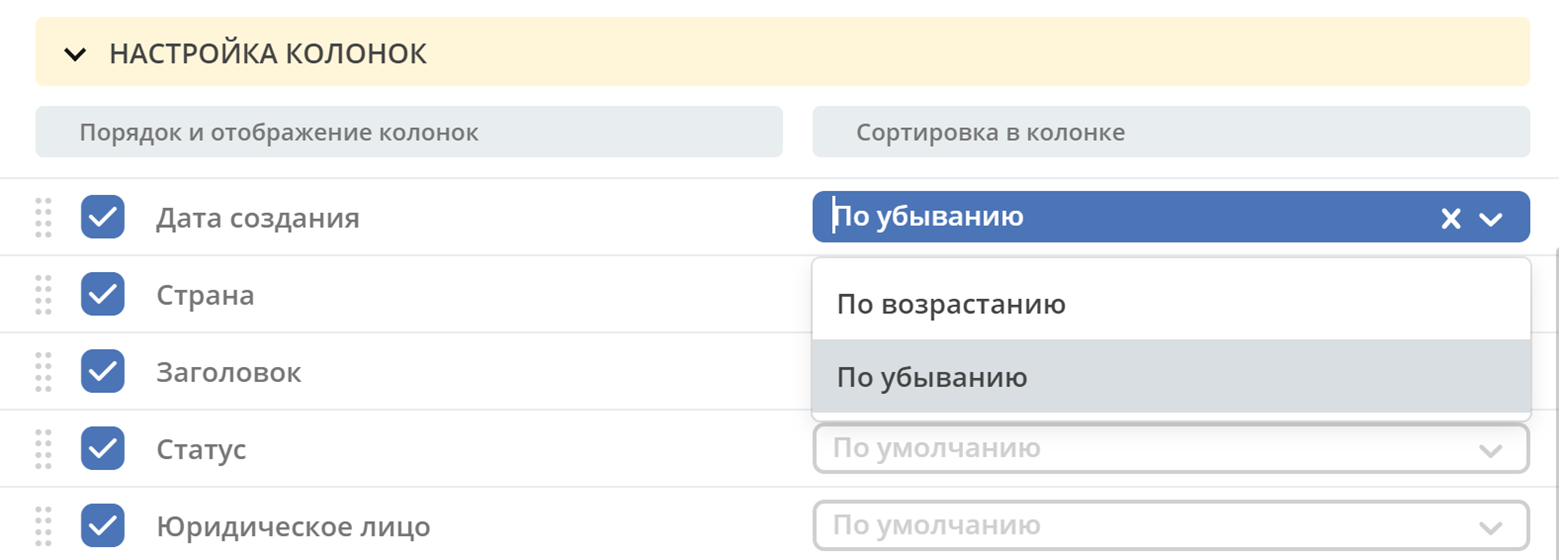 НАСТРОЙКА КОЛОНОК
Порядок и отображение колонок
Сортировка в колонке
Дата создания
По убыванию
Страна
По возрастанию
Заголовок
По убыванию
Статус
По умолчанию
Юридическое лицо
По умолчанию